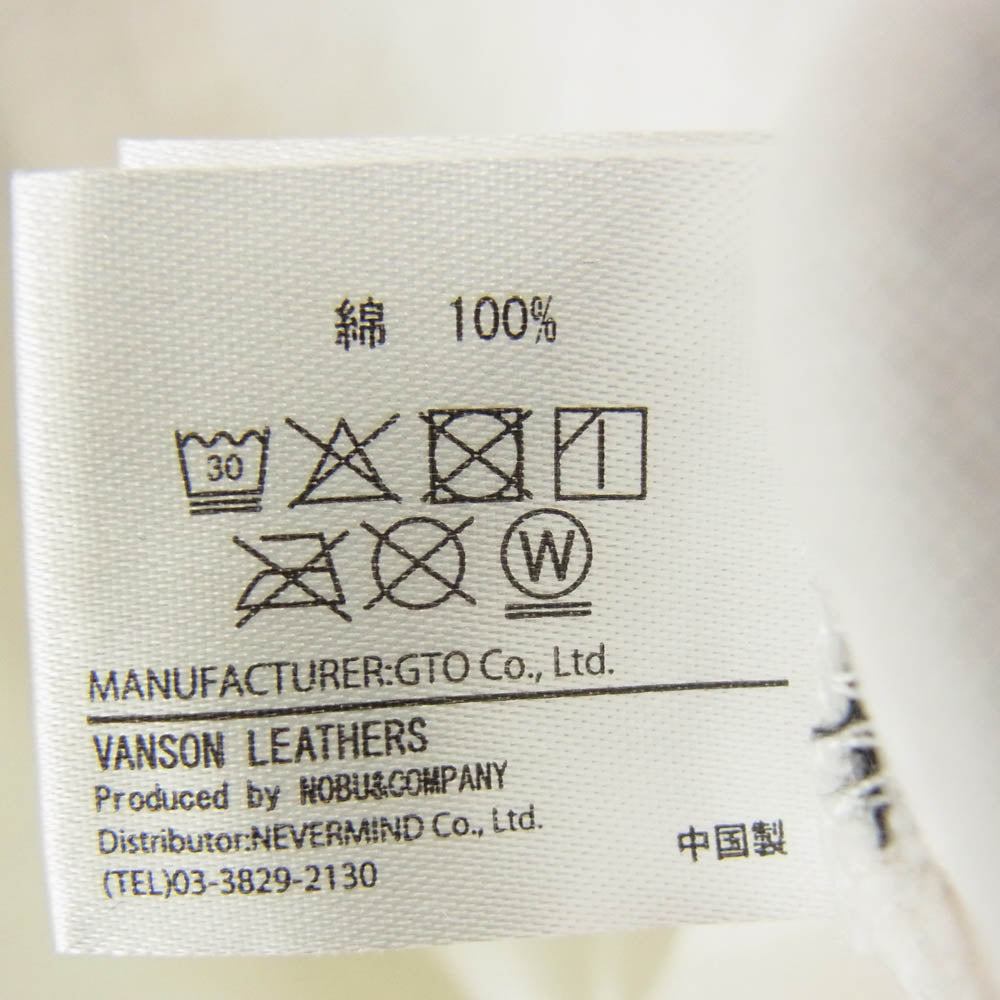 綿 100%
30
W
MANUFACTURER:GTO Co., Ltd.
VANSON LEATHERS
Produced by NOBU&COMPANY
Distributor:NEVERMIND Co., Ltd.
(TEL)03-3829-2130
中国製